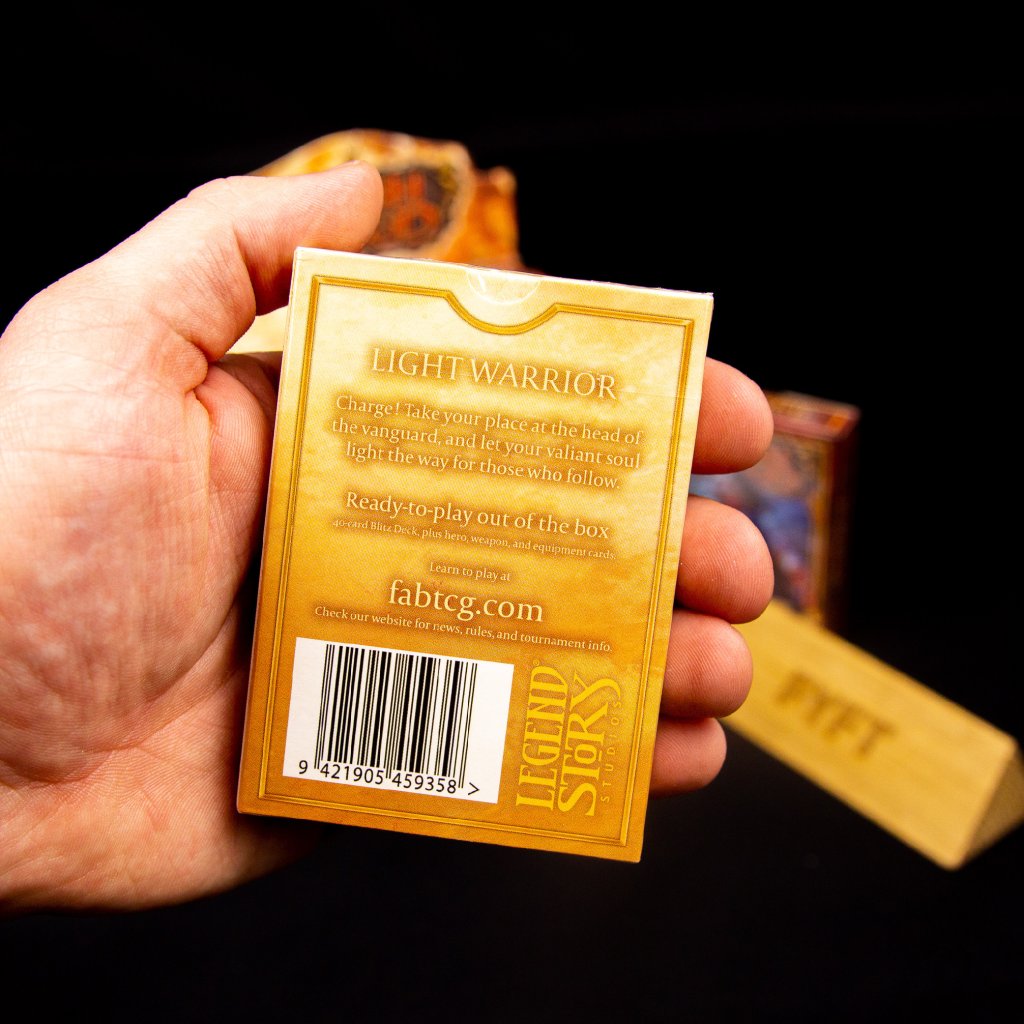 LIGHT WARRIOR
Charge! Take your place at the head of
the vanguard, and let your valiant soul
light the way for those who follow.
Ready-to-play out of the box
40-card Blitz Deck, plus hero, weapon, and equipment cards.
Learn to play at
fabtcg.com
Check our website for news, rules, and tournament info.
9 421905 459358 >
LEGEND®
STORY
STUDIOS
FYFT